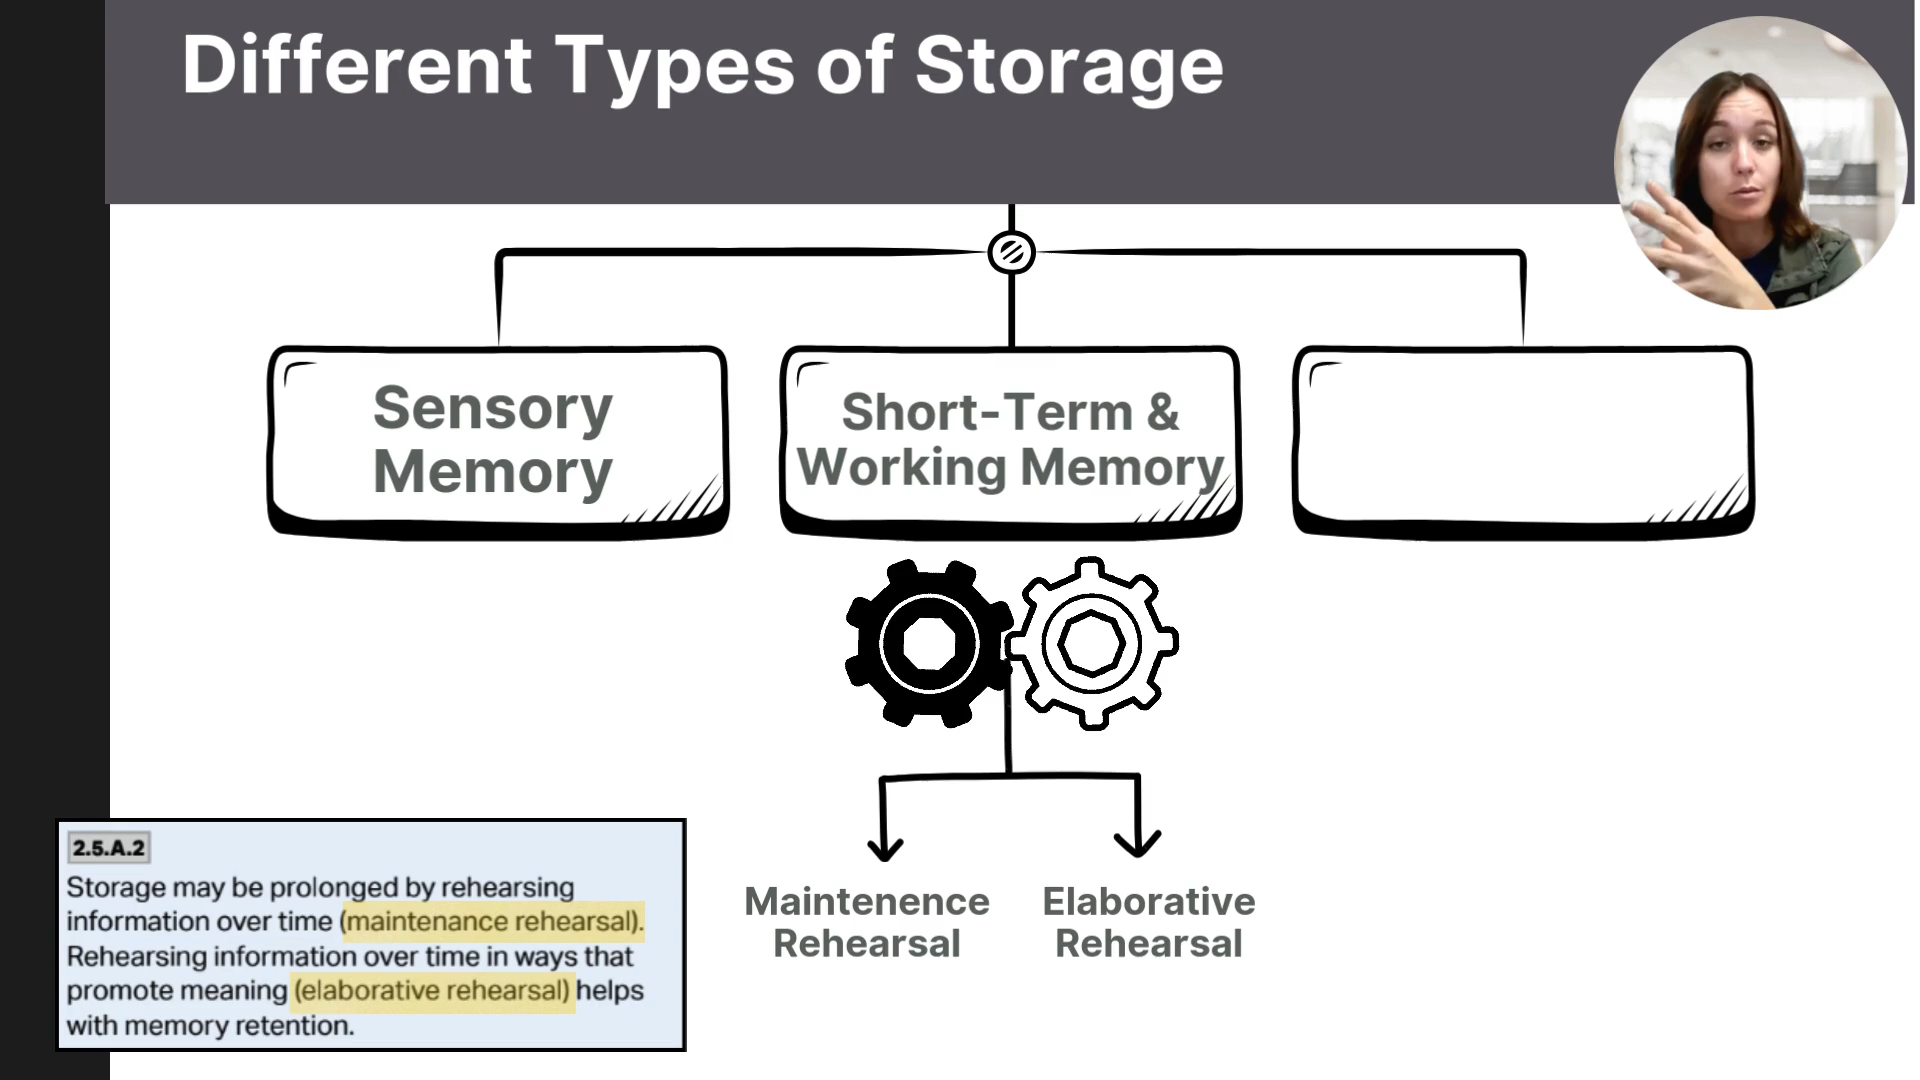 Different Types of Storage
Sensory
Memory
Short-Term &
Working Memory
Maintenence
Rehearsal
Elaborative
Rehearsal
2.5.A.2
Storage may be prolonged by rehearsing
information over time (maintenance rehearsal).
Rehearsing information over time in ways that
promote meaning (elaborative rehearsal) helps
with memory retention.